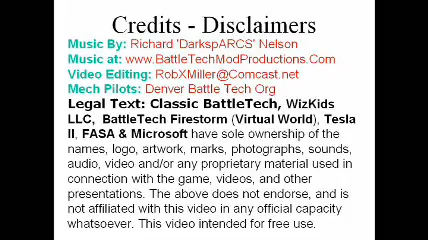 Credits - Disclaimers
Music By: Richard 'DarkspARCS' Nelson
Music at: www.BattleTechModProductions.Com
Video Editing: RobXMiller@Comcast.net
Mech Pilots: Denver Battle Tech Org
Legal Text: Classic BattleTech, WizKids
LLC, BattleTech Firestorm (Virtual World), Tesla
II, FASA & Microsoft have sole ownership of the
names, logo, artwork, marks, photographs, sounds,
audio, video and/or any proprietary material used in
connection with the game, videos, and other
presentations. The above does not endorse, and is
not affiliated with this video in any official capacity
whatsoever. This video intended for free use.